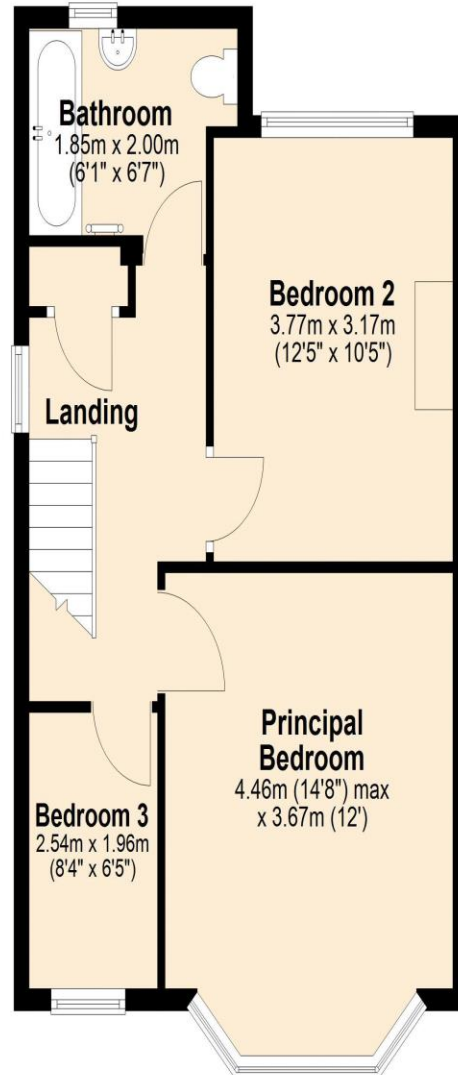 Bathroom
1.85m x 2.00m
(6'1" x 6'7")
Bedroom 2
3.77m x 3.17m
(12'5" x 10'5")
Landing
Principal
Bedroom
4.46m (14'8") max
x 3.67m (12')
Bedroom 3
2.54m x 1.96m
(8'4" x 6'5")